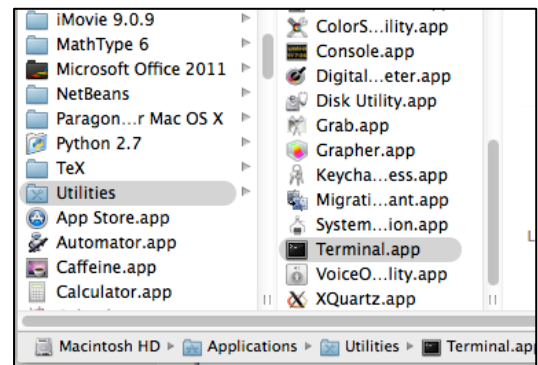 iMovie 9.0.9
MathType 6
Microsoft Office 2011
NetBeans
Paragon...r Mac OS X
Python 2.7
TeX
Utilities
App Store.app
Automator.app
Caffeine.app
Calculator.app
ColorS...ility.app
Console.app
Digital...eter.app
Disk Utility.app
Grab.app
Grapher.app
Keycha...ess.app
Migrati...ant.app
System...ion.app
Terminal.app
VoiceO...lity.app
XQuartz.app
Macintosh HD ▸ Applications ▸ Utilities ▸ Terminal.app